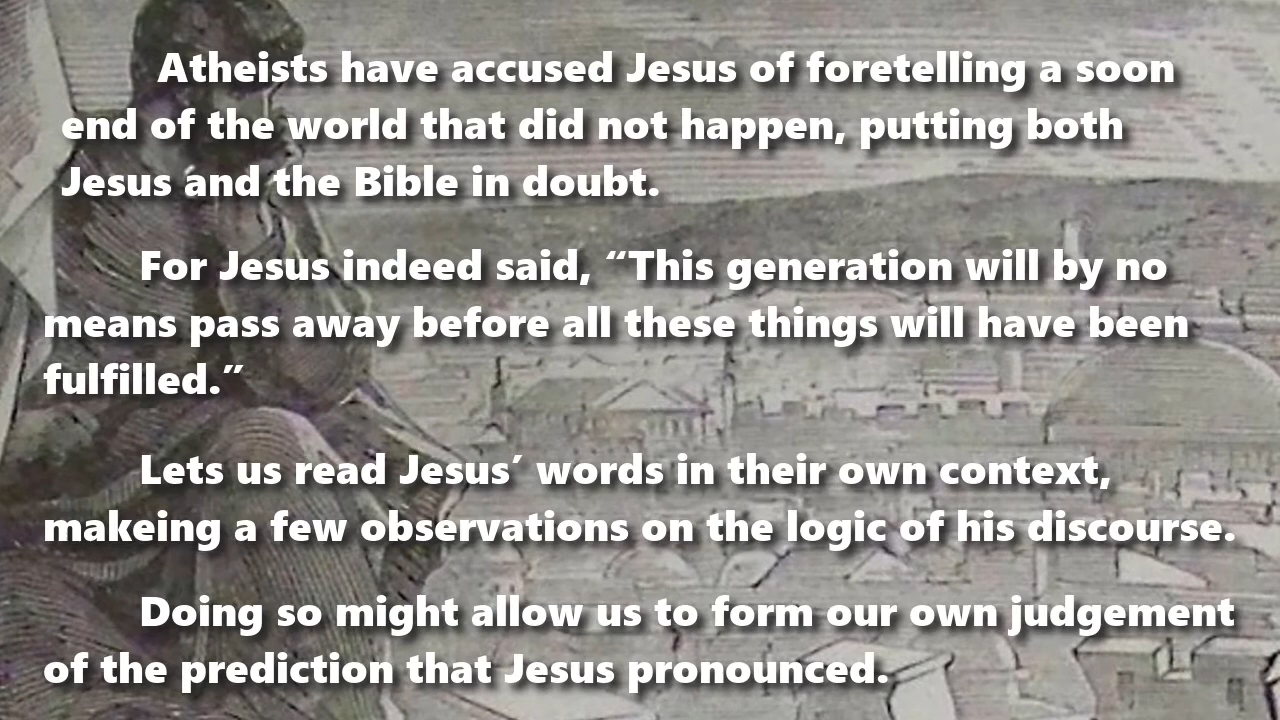 Atheists have accused Jesus of foretelling a soon
end of the world that did not happen, putting both
Jesus and the Bible in doubt.
For Jesus indeed said, “This generation will by no
means pass away before all these things will have been
fulfilled.”
Lets us read Jesus’ words in their own context,
makeing a few observations on the logic of his discourse.
Doing so might allow us to form our own judgement
of the prediction that Jesus pronounced.